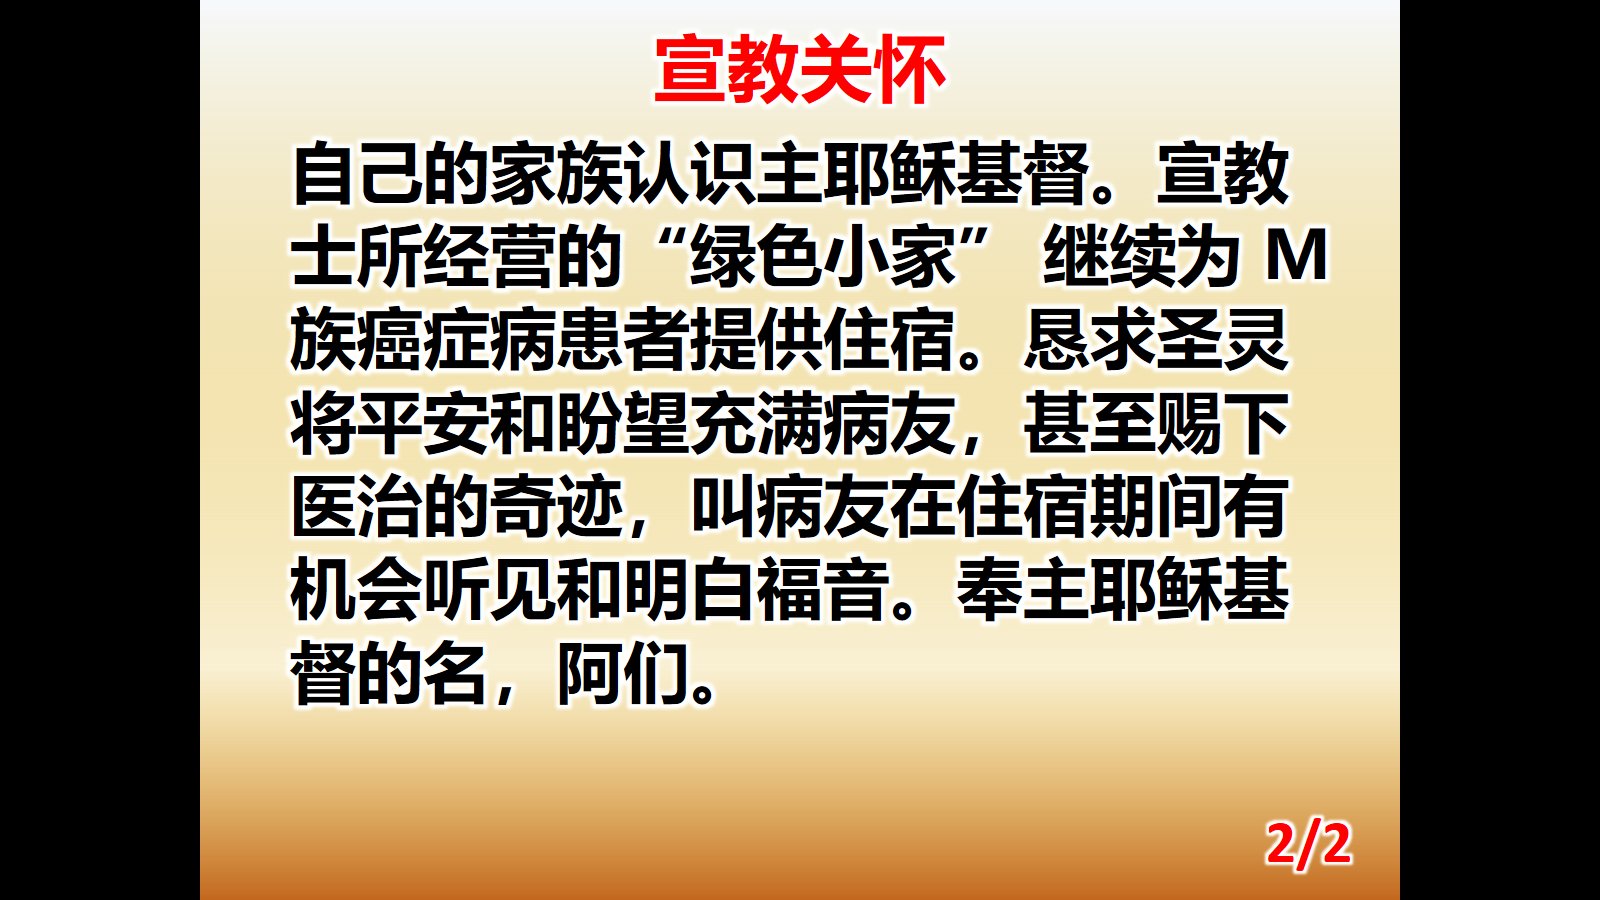 宣教关怀
自己的家族认识主耶稣基督。宣教
士所经营的“绿色小家” 继续为 M
族癌症病患者提供住宿。恳求圣灵
将平安和盼望充满病友，甚至赐下
医治的奇迹，叫病友在住宿期间有
机会听见和明白福音。奉主耶稣基
督的名，阿们。
2/2